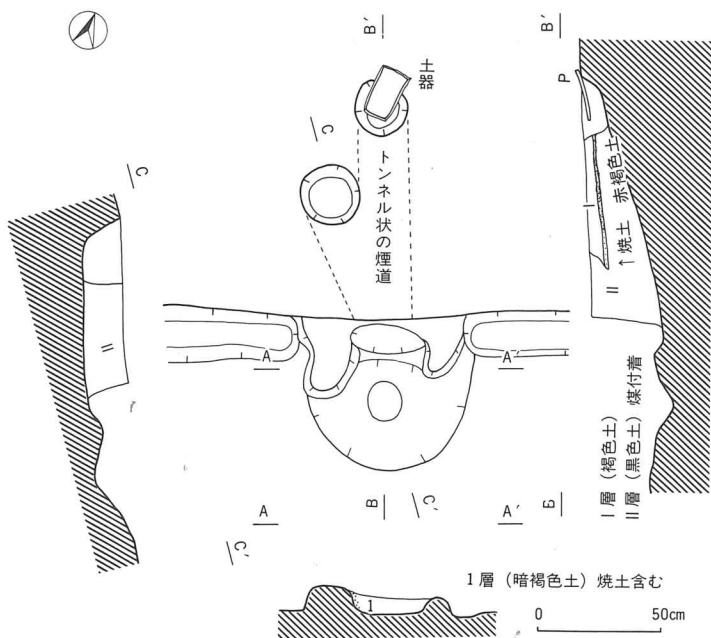 B′
B′
土器
P
C
C
トンネル状の煙道
赤褐色土
I
↑焼土
II
II
A
A′
I層（褐色土）
II層（黒色土）煤付着
A
B
C′
A′
B
C′
1層（暗褐色土）焼土含む
1
0
50cm